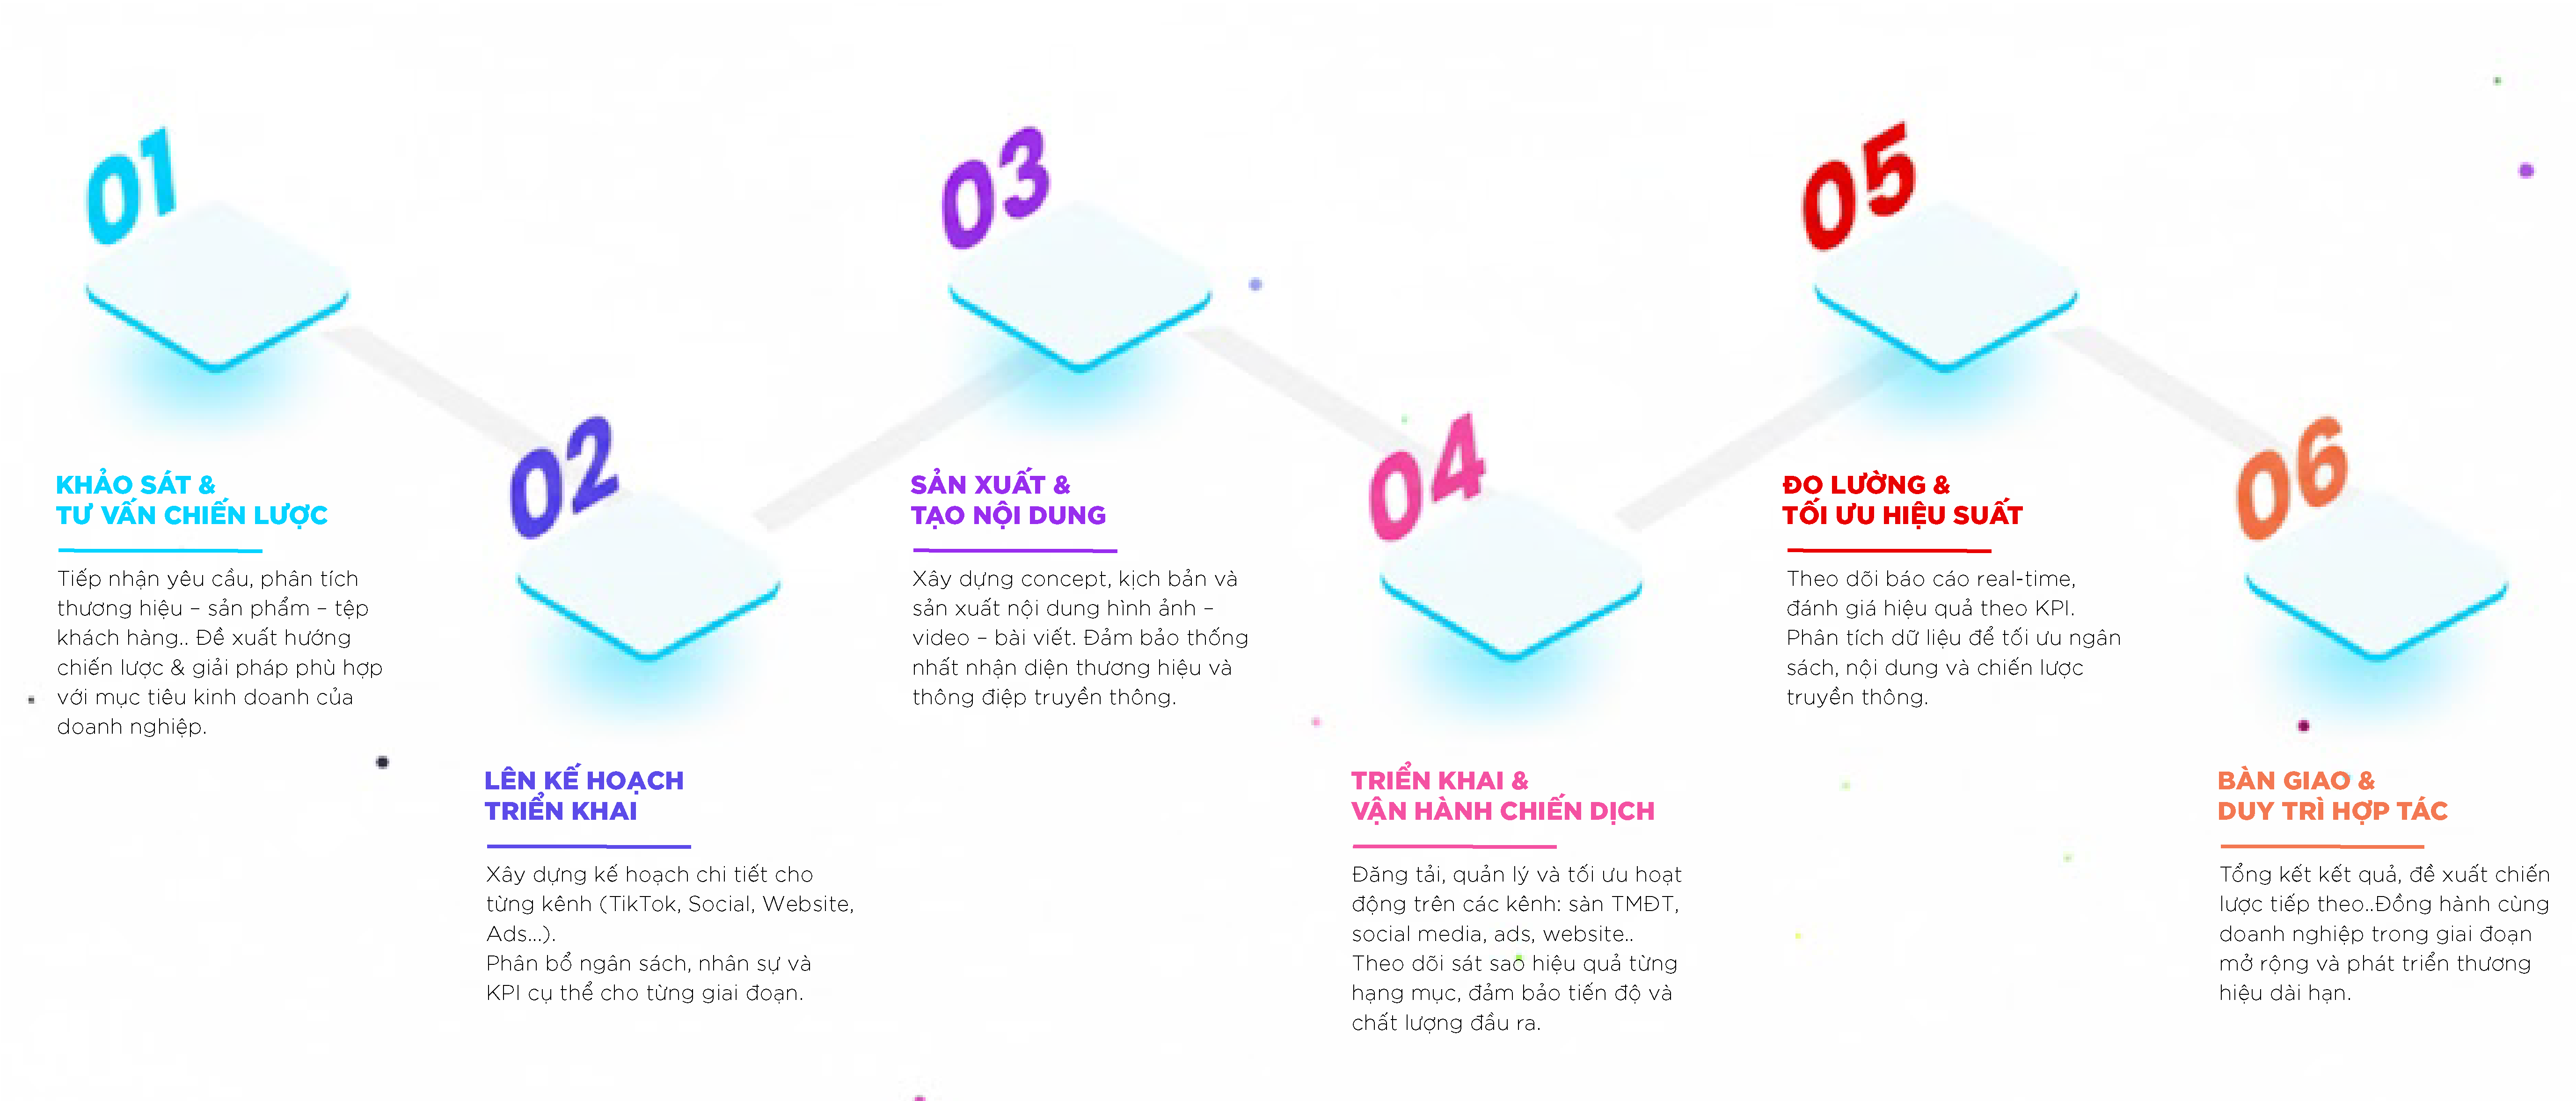 01
KHẢO SÁT &
TƯ VẤN CHIẾN LƯỢC
Tiếp nhận yêu cầu, phân tích
thương hiệu – sản phẩm – tệp
khách hàng.. Đề xuất hướng
chiến lược & giải pháp phù hợp
với mục tiêu kinh doanh của
doanh nghiệp.
02
LÊN KẾ HOẠCH
TRIỂN KHAI
Xây dựng kế hoạch chi tiết cho
từng kênh (TikTok, Social, Website,
Ads...).
Phân bổ ngân sách, nhân sự và
KPI cụ thể cho từng giai đoạn.
03
SẢN XUẤT &
TẠO NỘI DUNG
Xây dựng concept, kịch bản và
sản xuất nội dung hình ảnh –
video – bài viết. Đảm bảo thống
nhất nhận diện thương hiệu và
thông điệp truyền thông.
04
TRIỂN KHAI &
VẬN HÀNH CHIẾN DỊCH
Đăng tải, quản lý và tối ưu hoạt
động trên các kênh: sàn TMĐT,
social media, ads, website..
Theo dõi sát sao hiệu quả từng
hạng mục, đảm bảo tiến độ và
chất lượng đầu ra.
05
ĐO LƯỜNG &
TỐI ƯU HIỆU SUẤT
Theo dõi báo cáo real-time,
đánh giá hiệu quả theo KPI.
Phân tích dữ liệu để tối ưu ngân
sách, nội dung và chiến lược
truyền thông.
06
BÀN GIAO &
DUY TRÌ HỢP TÁC
Tổng kết kết quả, đề xuất chiến
lược tiếp theo..Đồng hành cùng
doanh nghiệp trong giai đoạn
mở rộng và phát triển thương
hiệu dài hạn.